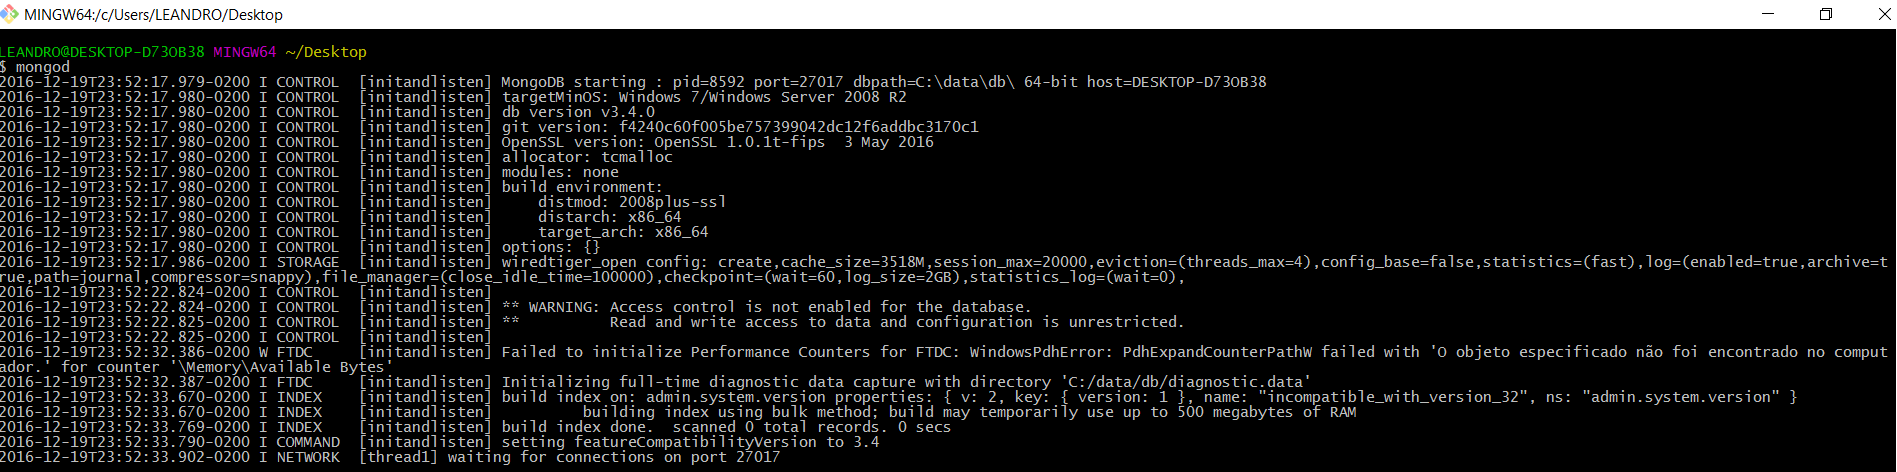 MINGW64:/c/Users/LEANDRO/Desktop
LEANDRO@DESKTOP-D73OB38 MINGW64 ~/Desktop
$ mongod
2016-12-19T23:52:17.979-0200 I CONTROL  [initandlisten] MongoDB starting : pid=8592 port=27017 dbpath=C:\data\db\ 64-bit host=DESKTOP-D73OB38
2016-12-19T23:52:17.980-0200 I CONTROL  [initandlisten] targetMinOS: Windows 7/Windows Server 2008 R2
2016-12-19T23:52:17.980-0200 I CONTROL  [initandlisten] db version v3.4.0
2016-12-19T23:52:17.980-0200 I CONTROL  [initandlisten] git version: f4240c60f005be757399042dc12f6addbc3170c1
2016-12-19T23:52:17.980-0200 I CONTROL  [initandlisten] OpenSSL version: OpenSSL 1.0.1t-fips  3 May 2016
2016-12-19T23:52:17.980-0200 I CONTROL  [initandlisten] allocator: tcmalloc
2016-12-19T23:52:17.980-0200 I CONTROL  [initandlisten] modules: none
2016-12-19T23:52:17.980-0200 I CONTROL  [initandlisten] build environment:
2016-12-19T23:52:17.980-0200 I CONTROL  [initandlisten]     distmod: 2008plus-ssl
2016-12-19T23:52:17.980-0200 I CONTROL  [initandlisten]     distarch: x86_64
2016-12-19T23:52:17.980-0200 I CONTROL  [initandlisten]     target_arch: x86_64
2016-12-19T23:52:17.980-0200 I CONTROL  [initandlisten] options: {}
2016-12-19T23:52:17.986-0200 I STORAGE  [initandlisten] wiredtiger_open config: create,cache_size=3518M,session_max=20000,eviction=(threads_max=4),config_base=false,statistics=(fast),log=(enabled=true,archive=t
rue,path=journal,compressor=snappy),file_manager=(close_idle_time=100000),checkpoint=(wait=60,log_size=2GB),statistics_log=(wait=0),
2016-12-19T23:52:22.824-0200 I CONTROL  [initandlisten]
2016-12-19T23:52:22.824-0200 I CONTROL  [initandlisten] ** WARNING: Access control is not enabled for the database.
2016-12-19T23:52:22.825-0200 I CONTROL  [initandlisten] **          Read and write access to data and configuration is unrestricted.
2016-12-19T23:52:22.825-0200 I CONTROL  [initandlisten]
2016-12-19T23:52:32.386-0200 W FTDC     [initandlisten] Failed to initialize Performance Counters for FTDC: WindowsPdhError: PdhExpandCounterPathW failed with 'O objeto especificado não foi encontrado no comput
ador.' for counter '\Memory\Available Bytes'
2016-12-19T23:52:32.387-0200 I FTDC     [initandlisten] Initializing full-time diagnostic data capture with directory 'C:/data/db/diagnostic.data'
2016-12-19T23:52:33.670-0200 I INDEX    [initandlisten] build index on: admin.system.version properties: { v: 2, key: { version: 1 }, name: "incompatible_with_version_32", ns: "admin.system.version" }
2016-12-19T23:52:33.670-0200 I INDEX    [initandlisten]          building index using bulk method; build may temporarily use up to 500 megabytes of RAM
2016-12-19T23:52:33.769-0200 I INDEX    [initandlisten] build index done.  scanned 0 total records. 0 secs
2016-12-19T23:52:33.790-0200 I COMMAND  [initandlisten] setting featureCompatibilityVersion to 3.4
2016-12-19T23:52:33.902-0200 I NETWORK  [thread1] waiting for connections on port 27017